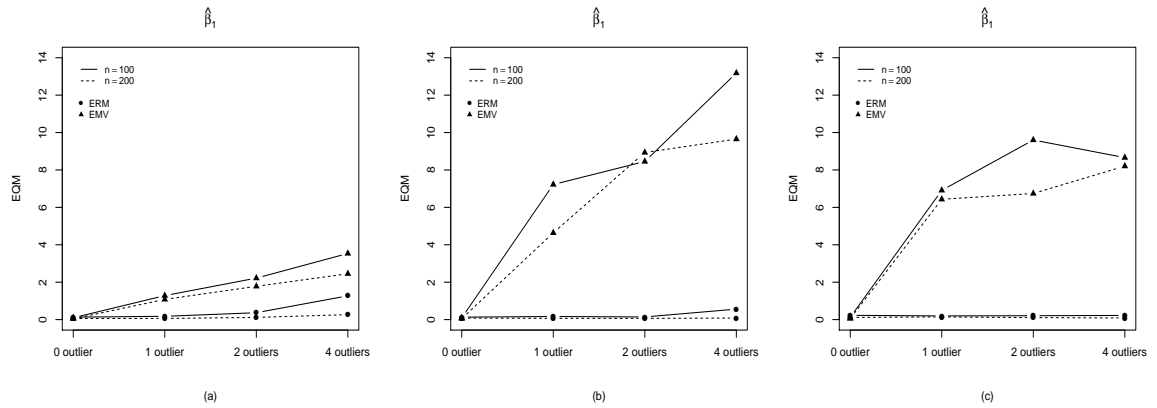 β̂₁
EQM
14
12
10
8
6
4
2
0
n = 100
n = 200
ERM
EMV
0 outlier
1 outlier
2 outliers
4 outliers
(a)
β̂₁
EQM
14
12
10
8
6
4
2
0
n = 100
n = 200
ERM
EMV
0 outlier
1 outlier
2 outliers
4 outliers
(b)
β̂₁
EQM
14
12
10
8
6
4
2
0
n = 100
n = 200
ERM
EMV
0 outlier
1 outlier
2 outliers
4 outliers
(c)